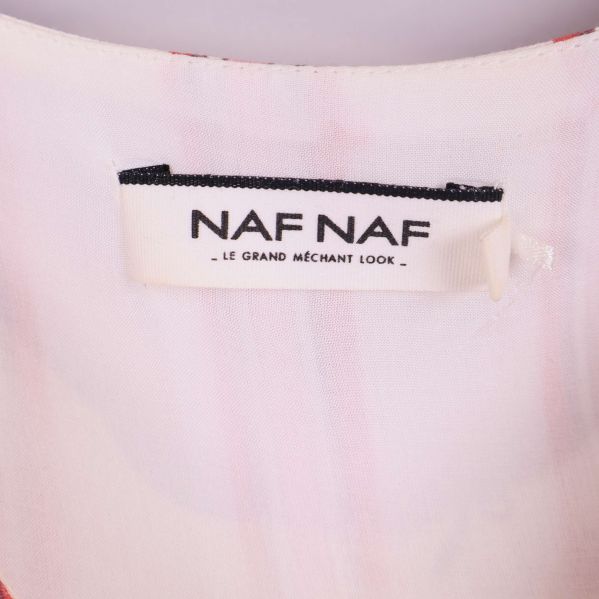 NAF NAF
_ LE GRAND MÉCHANT LOOK _